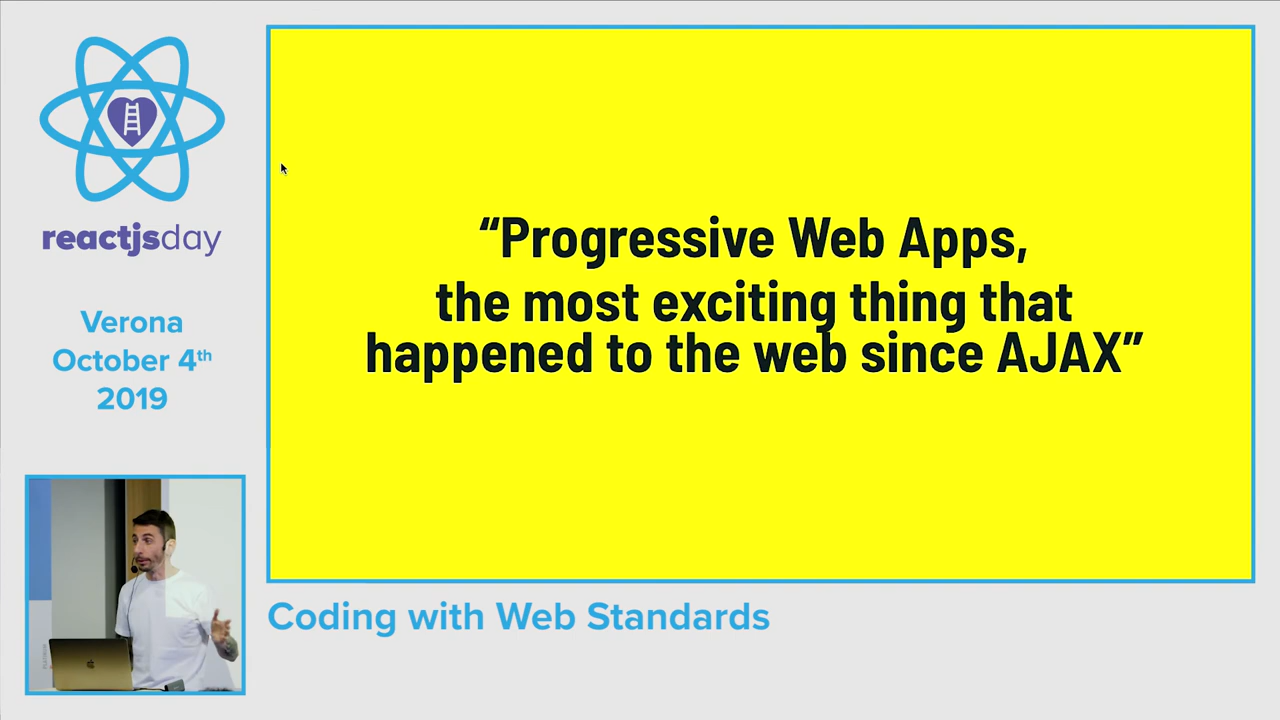 reactjsday
Verona
October 4th
2019
“Progressive Web Apps,
the most exciting thing that
happened to the web since AJAX”
Coding with Web Standards